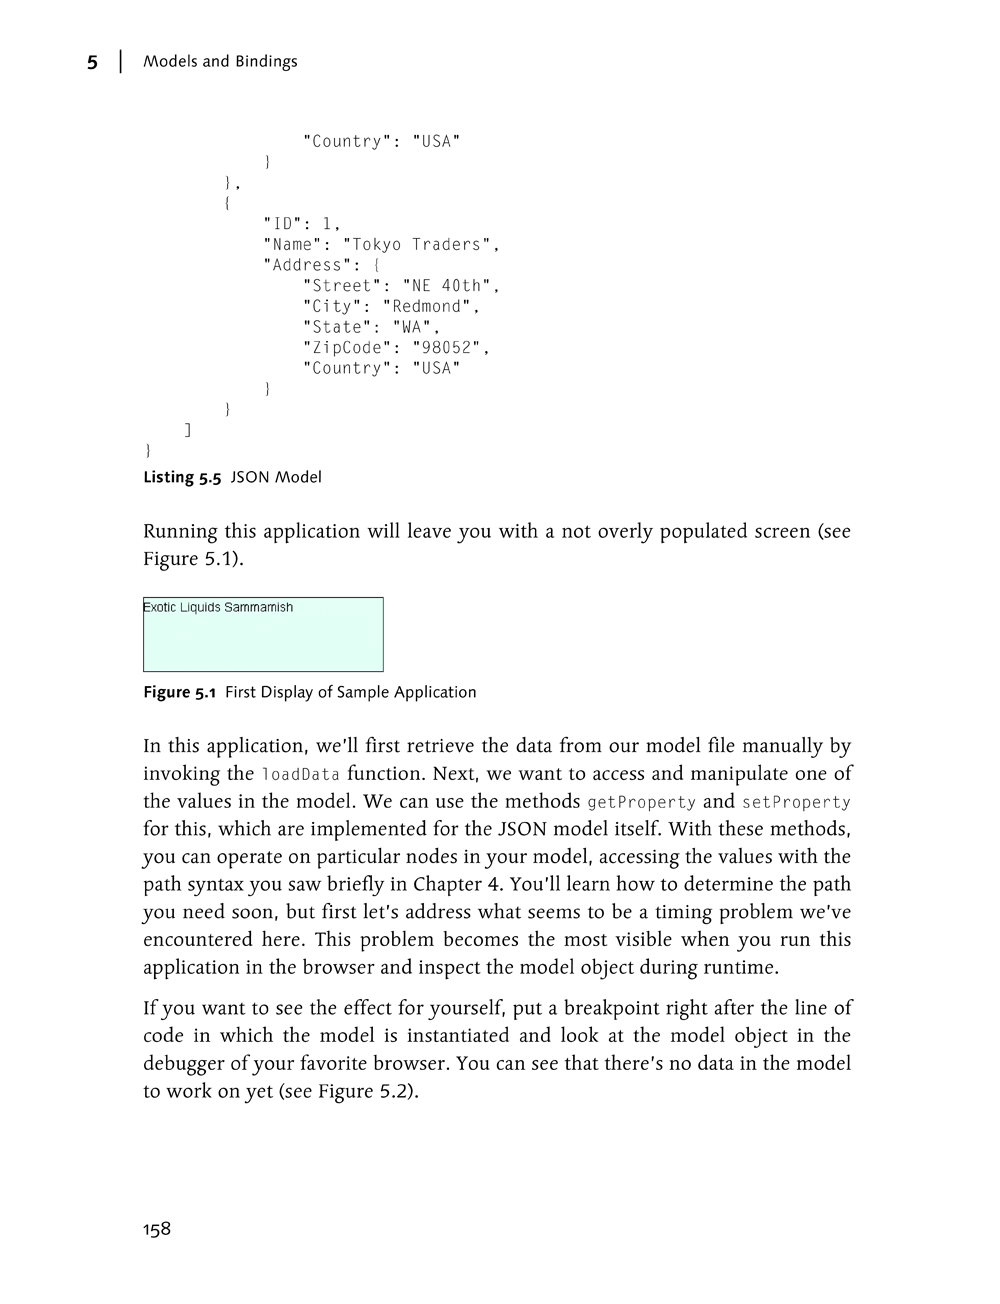 5 | Models and Bindings
"Country": "USA"
}
},
{
"ID": 1,
"Name": "Tokyo Traders",
"Address": {
"Street": "NE 40th",
"City": "Redmond",
"State": "WA",
"ZipCode": "98052",
"Country": "USA"
}
}
]
}
Listing 5.5 JSON Model
Running this application will leave you with a not overly populated screen (see
Figure 5.1).
Exotic Liquids Sammamish
Figure 5.1 First Display of Sample Application
In this application, we'll first retrieve the data from our model file manually by
invoking the loadData function. Next, we want to access and manipulate one of
the values in the model. We can use the methods getProperty and setProperty
for this, which are implemented for the JSON model itself. With these methods,
you can operate on particular nodes in your model, accessing the values with the
path syntax you saw briefly in Chapter 4. You'll learn how to determine the path
you need soon, but first let's address what seems to be a timing problem we've
encountered here. This problem becomes the most visible when you run this
application in the browser and inspect the model object during runtime.
If you want to see the effect for yourself, put a breakpoint right after the line of
code in which the model is instantiated and look at the model object in the
debugger of your favorite browser. You can see that there's no data in the model
to work on yet (see Figure 5.2).
158